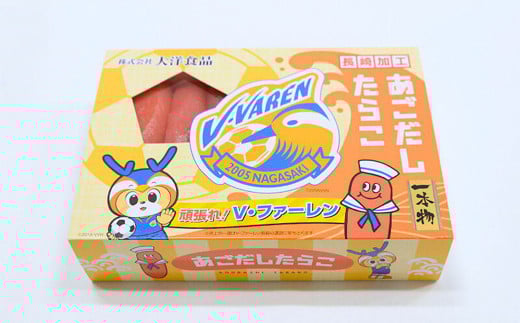 株式会社 大洋食品
長崎加工
あごだし
たらこ
一本物
V・VAREN
2005 NAGASAKI
頑張れ! V・ファーレン
あごだしたらこ